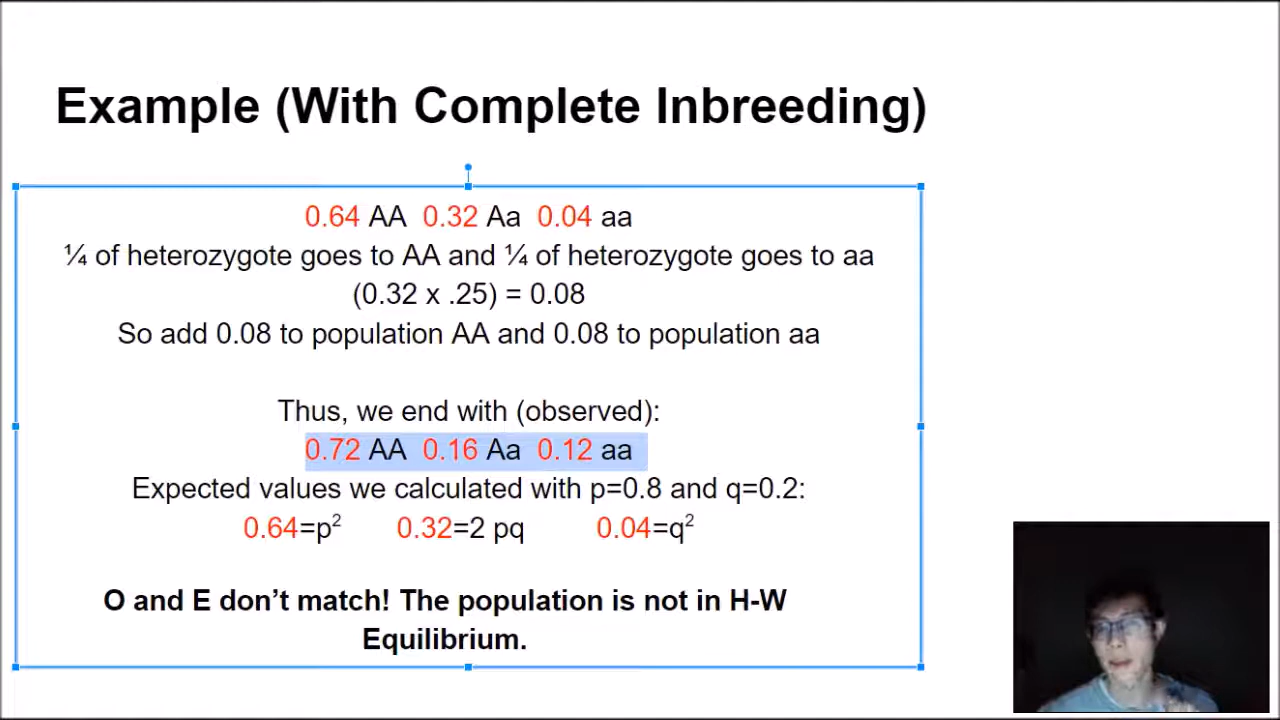 Example (With Complete Inbreeding)
0.64 AA 0.32 Aa 0.04 aa
¼ of heterozygote goes to AA and ¼ of heterozygote goes to aa
(0.32 x .25) = 0.08
So add 0.08 to population AA and 0.08 to population aa
Thus, we end with (observed):
0.72 AA 0.16 Aa 0.12 aa
Expected values we calculated with p=0.8 and q=0.2:
0.64=p² 0.32=2 pq 0.04=q²
O and E don’t match! The population is not in H-W
Equilibrium.